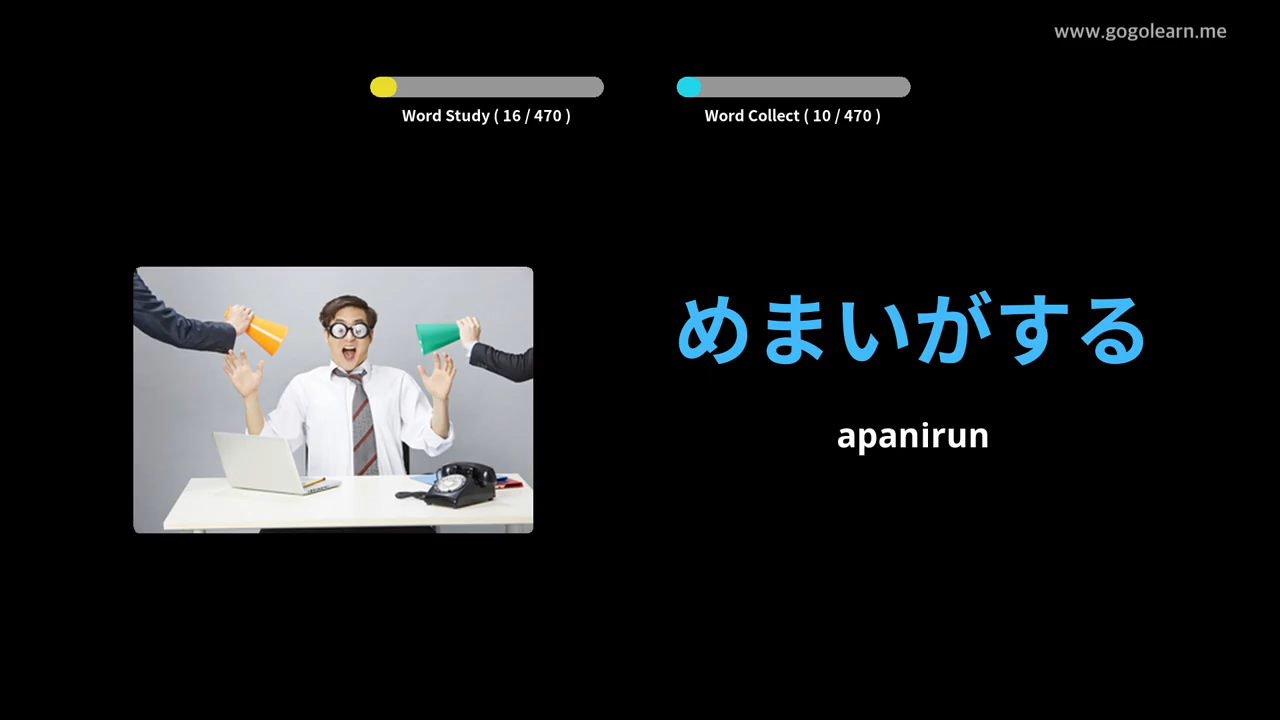 www.gogolearn.me
Word Study ( 16 / 470 )
Word Collect ( 10 / 470 )
めまいがする
apanirun